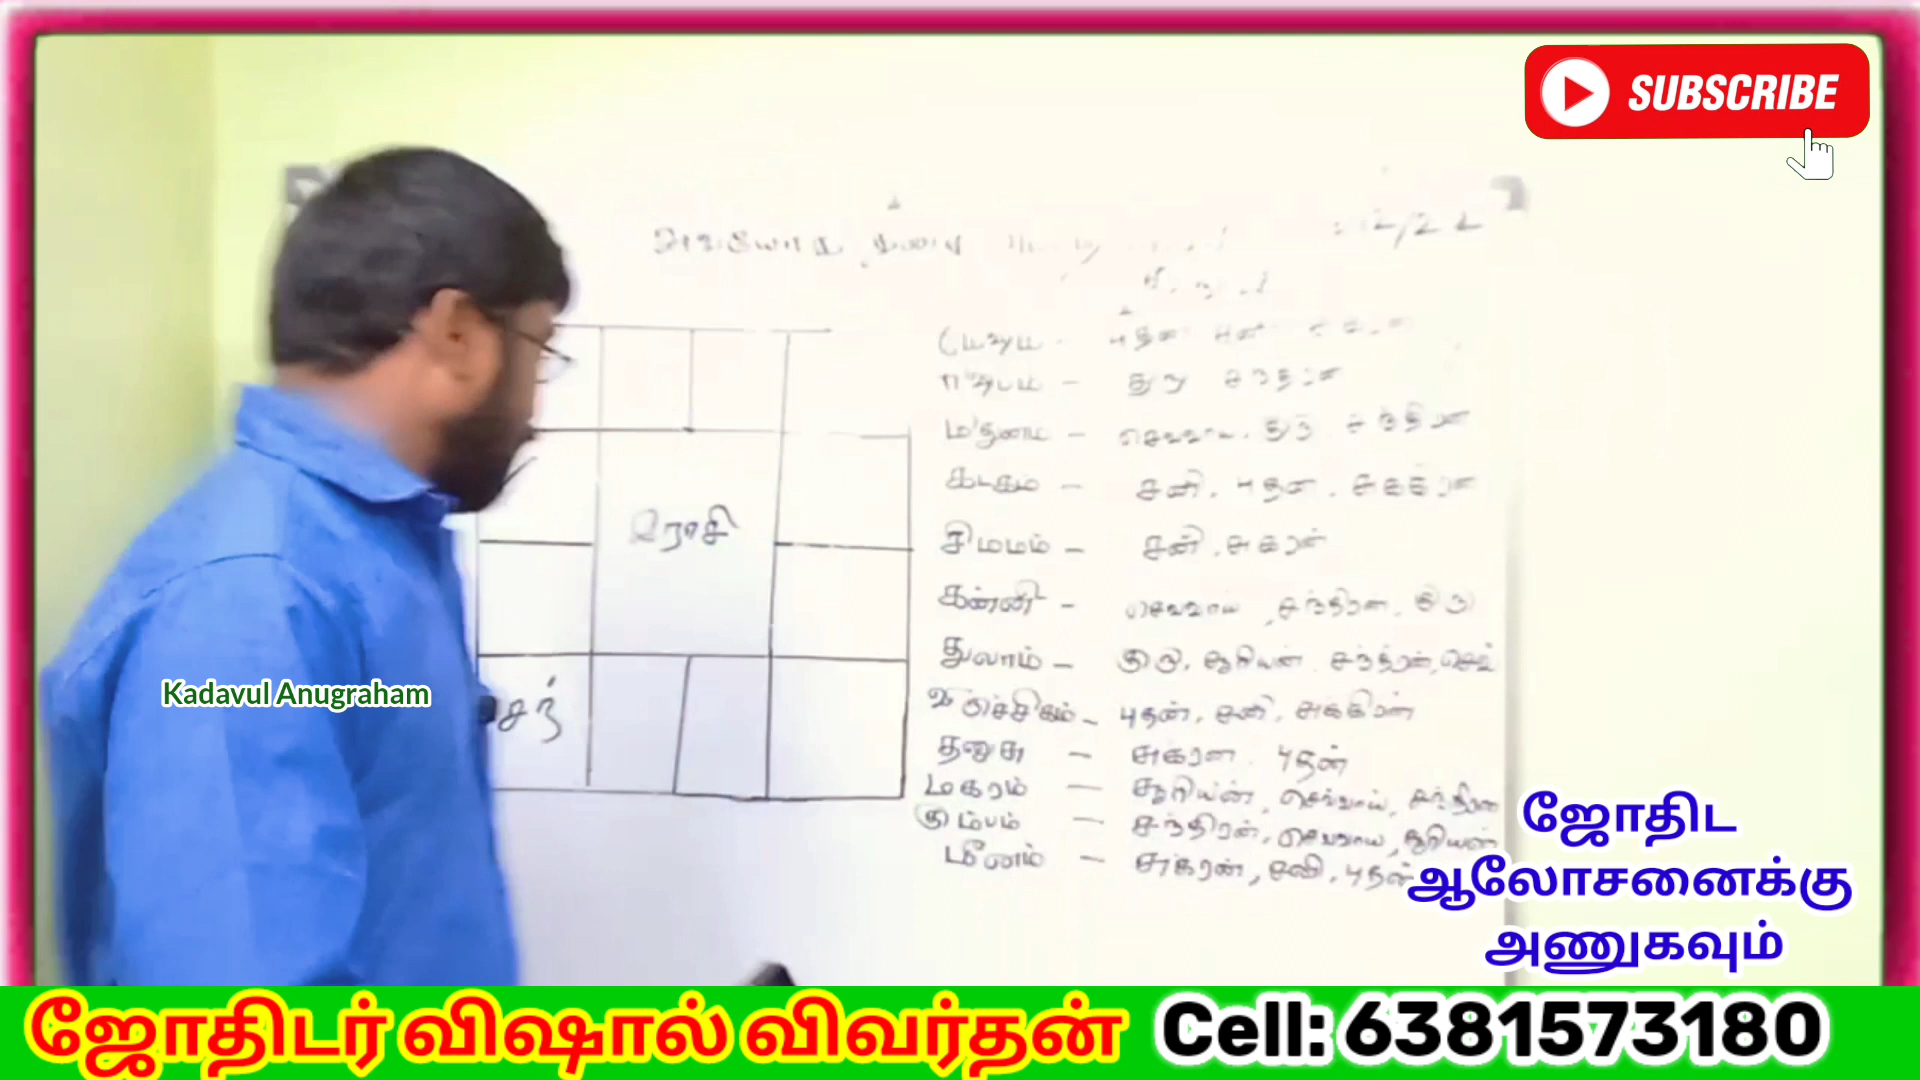 SUBSCRIBE
இராசி
சந்
ரிஷபம் - குரு சந்திரன்
மிதுனம் - செவ்வாய், குரு சந்திரன்
கடகம் - சனி, புதன், சுக்கிரன்
சிம்மம் - சனி, சுக்ரன்
கன்னி - செவ்வாய், சந்திரன், குரு
துலாம் - குரு, சூரியன், சந்திரன், செவ்
விருச்சிகம் - புதன், சனி, சுக்கிரன்
தனுசு - சுக்ரன், புதன்
மகரம் - சூரியன், செவ்வாய், சந்திரன்
கும்பம் - சந்திரன், செவ்வாய, சூரியன்
மீனம் - சுக்ரன், சனி, புதன்
Kadavul Anugraham
ஜோதிட
ஆலோசனைக்கு
அணுகவும்
ஜோதிடர் விஷால் விவர்தன் Cell: 6381573180